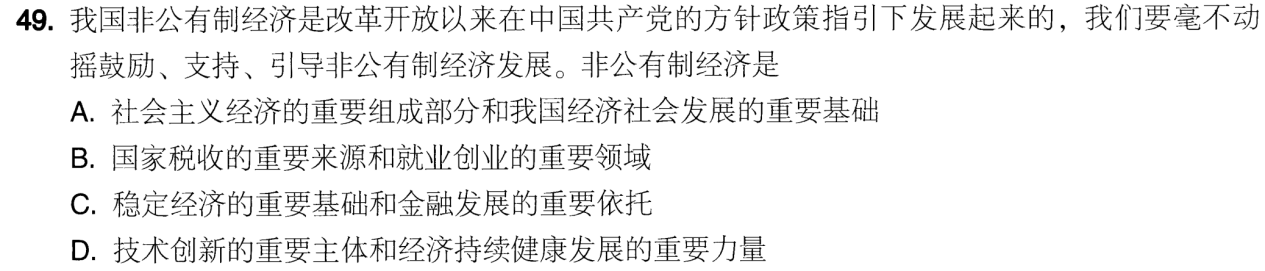 49. 我国非公有制经济是改革开放以来在中国共产党的方针政策指引下发展起来的，我们要毫不动
摇鼓励、支持、引导非公有制经济发展。非公有制经济是
A. 社会主义经济的重要组成部分和我国经济社会发展的重要基础
B. 国家税收的重要来源和就业创业的重要领域
C. 稳定经济的重要基础和金融发展的重要依托
D. 技术创新的重要主体和经济持续健康发展的重要力量